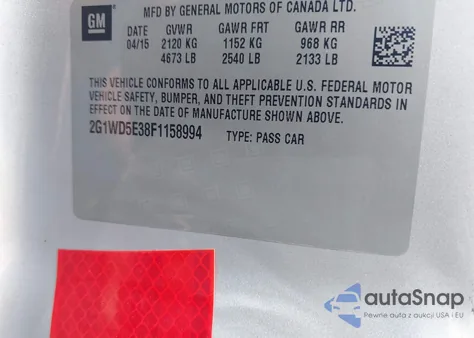 MFD BY GENERAL MOTORS OF CANADA LTD.
GM
DATE GVWR GAWR FRT GAWR RR
04/15 2120 KG 1152 KG 968 KG
4673 LB 2540 LB 2133 LB
THIS VEHICLE CONFORMS TO ALL APPLICABLE U.S. FEDERAL MOTOR
VEHICLE SAFETY, BUMPER, AND THEFT PREVENTION STANDARDS IN
EFFECT ON THE DATE OF MANUFACTURE SHOWN ABOVE.
2G1WD5E38F1158994 TYPE: PASS CAR
autoSnap
Pewne auta z aukcji USA i EU